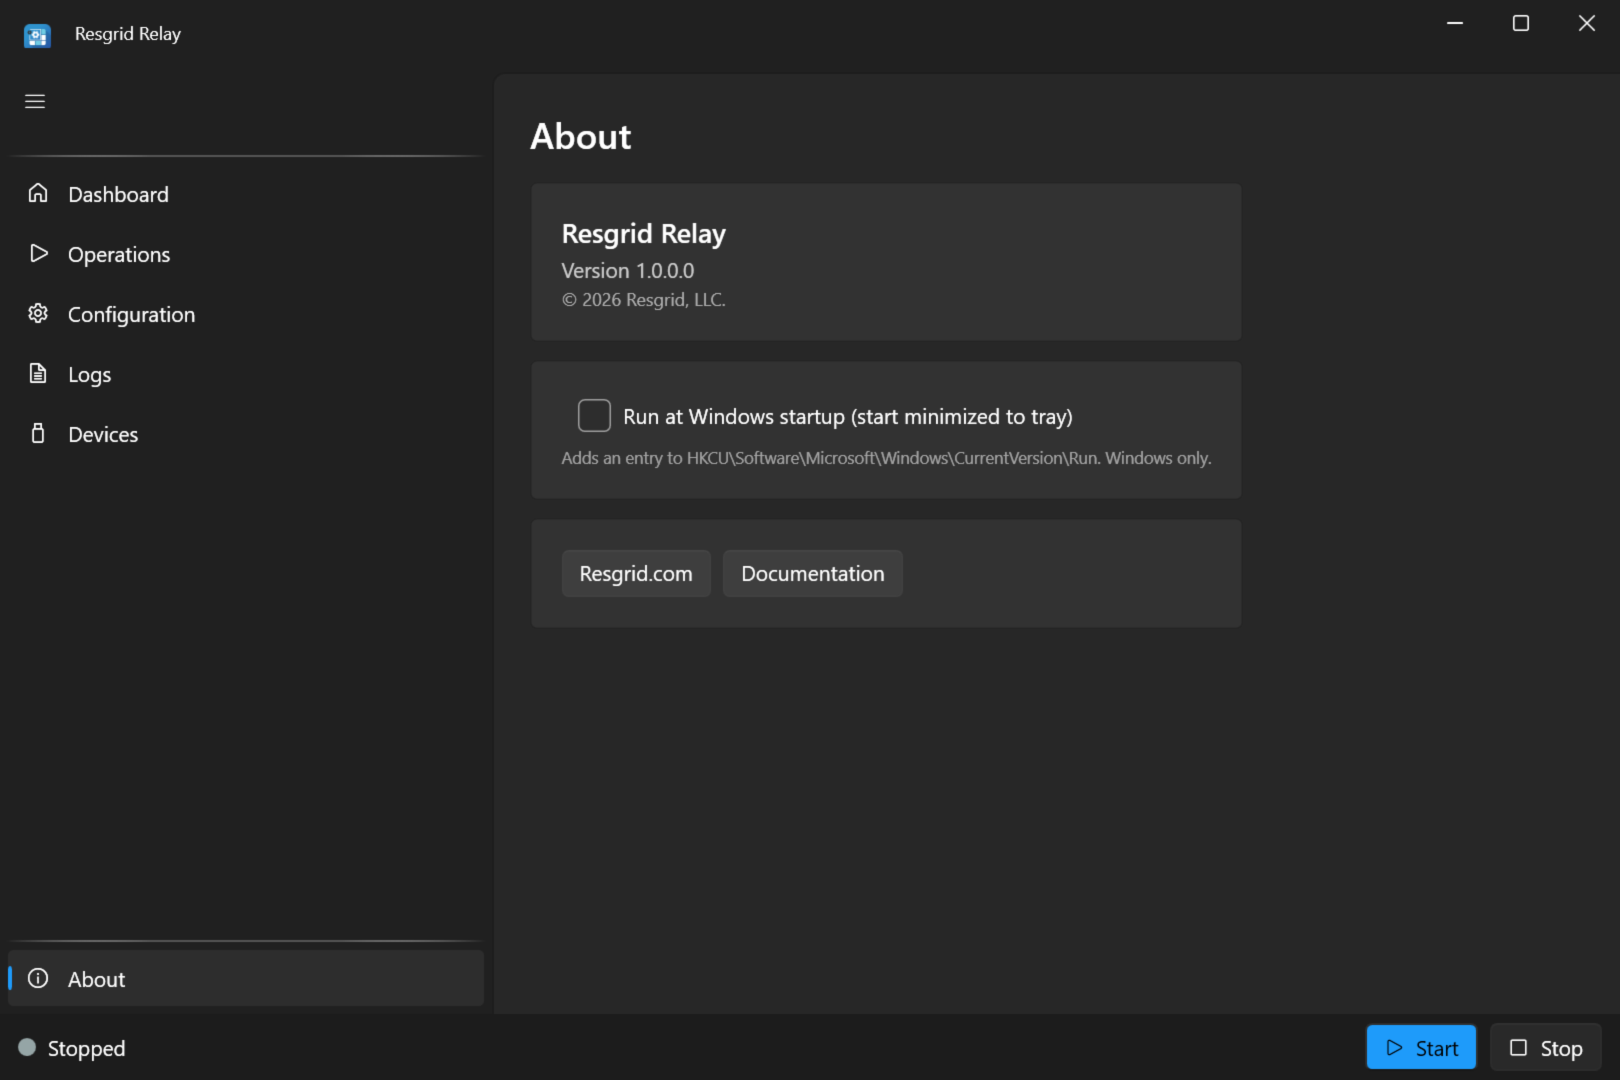 Resgrid Relay
Dashboard
Operations
Configuration
Logs
Devices
About
About
Resgrid Relay
Version 1.0.0.0
© 2026 Resgrid, LLC.
Run at Windows startup (start minimized to tray)
Adds an entry to HKCU\Software\Microsoft\Windows\CurrentVersion\Run. Windows only.
Resgrid.com
Documentation
Stopped
Start
Stop